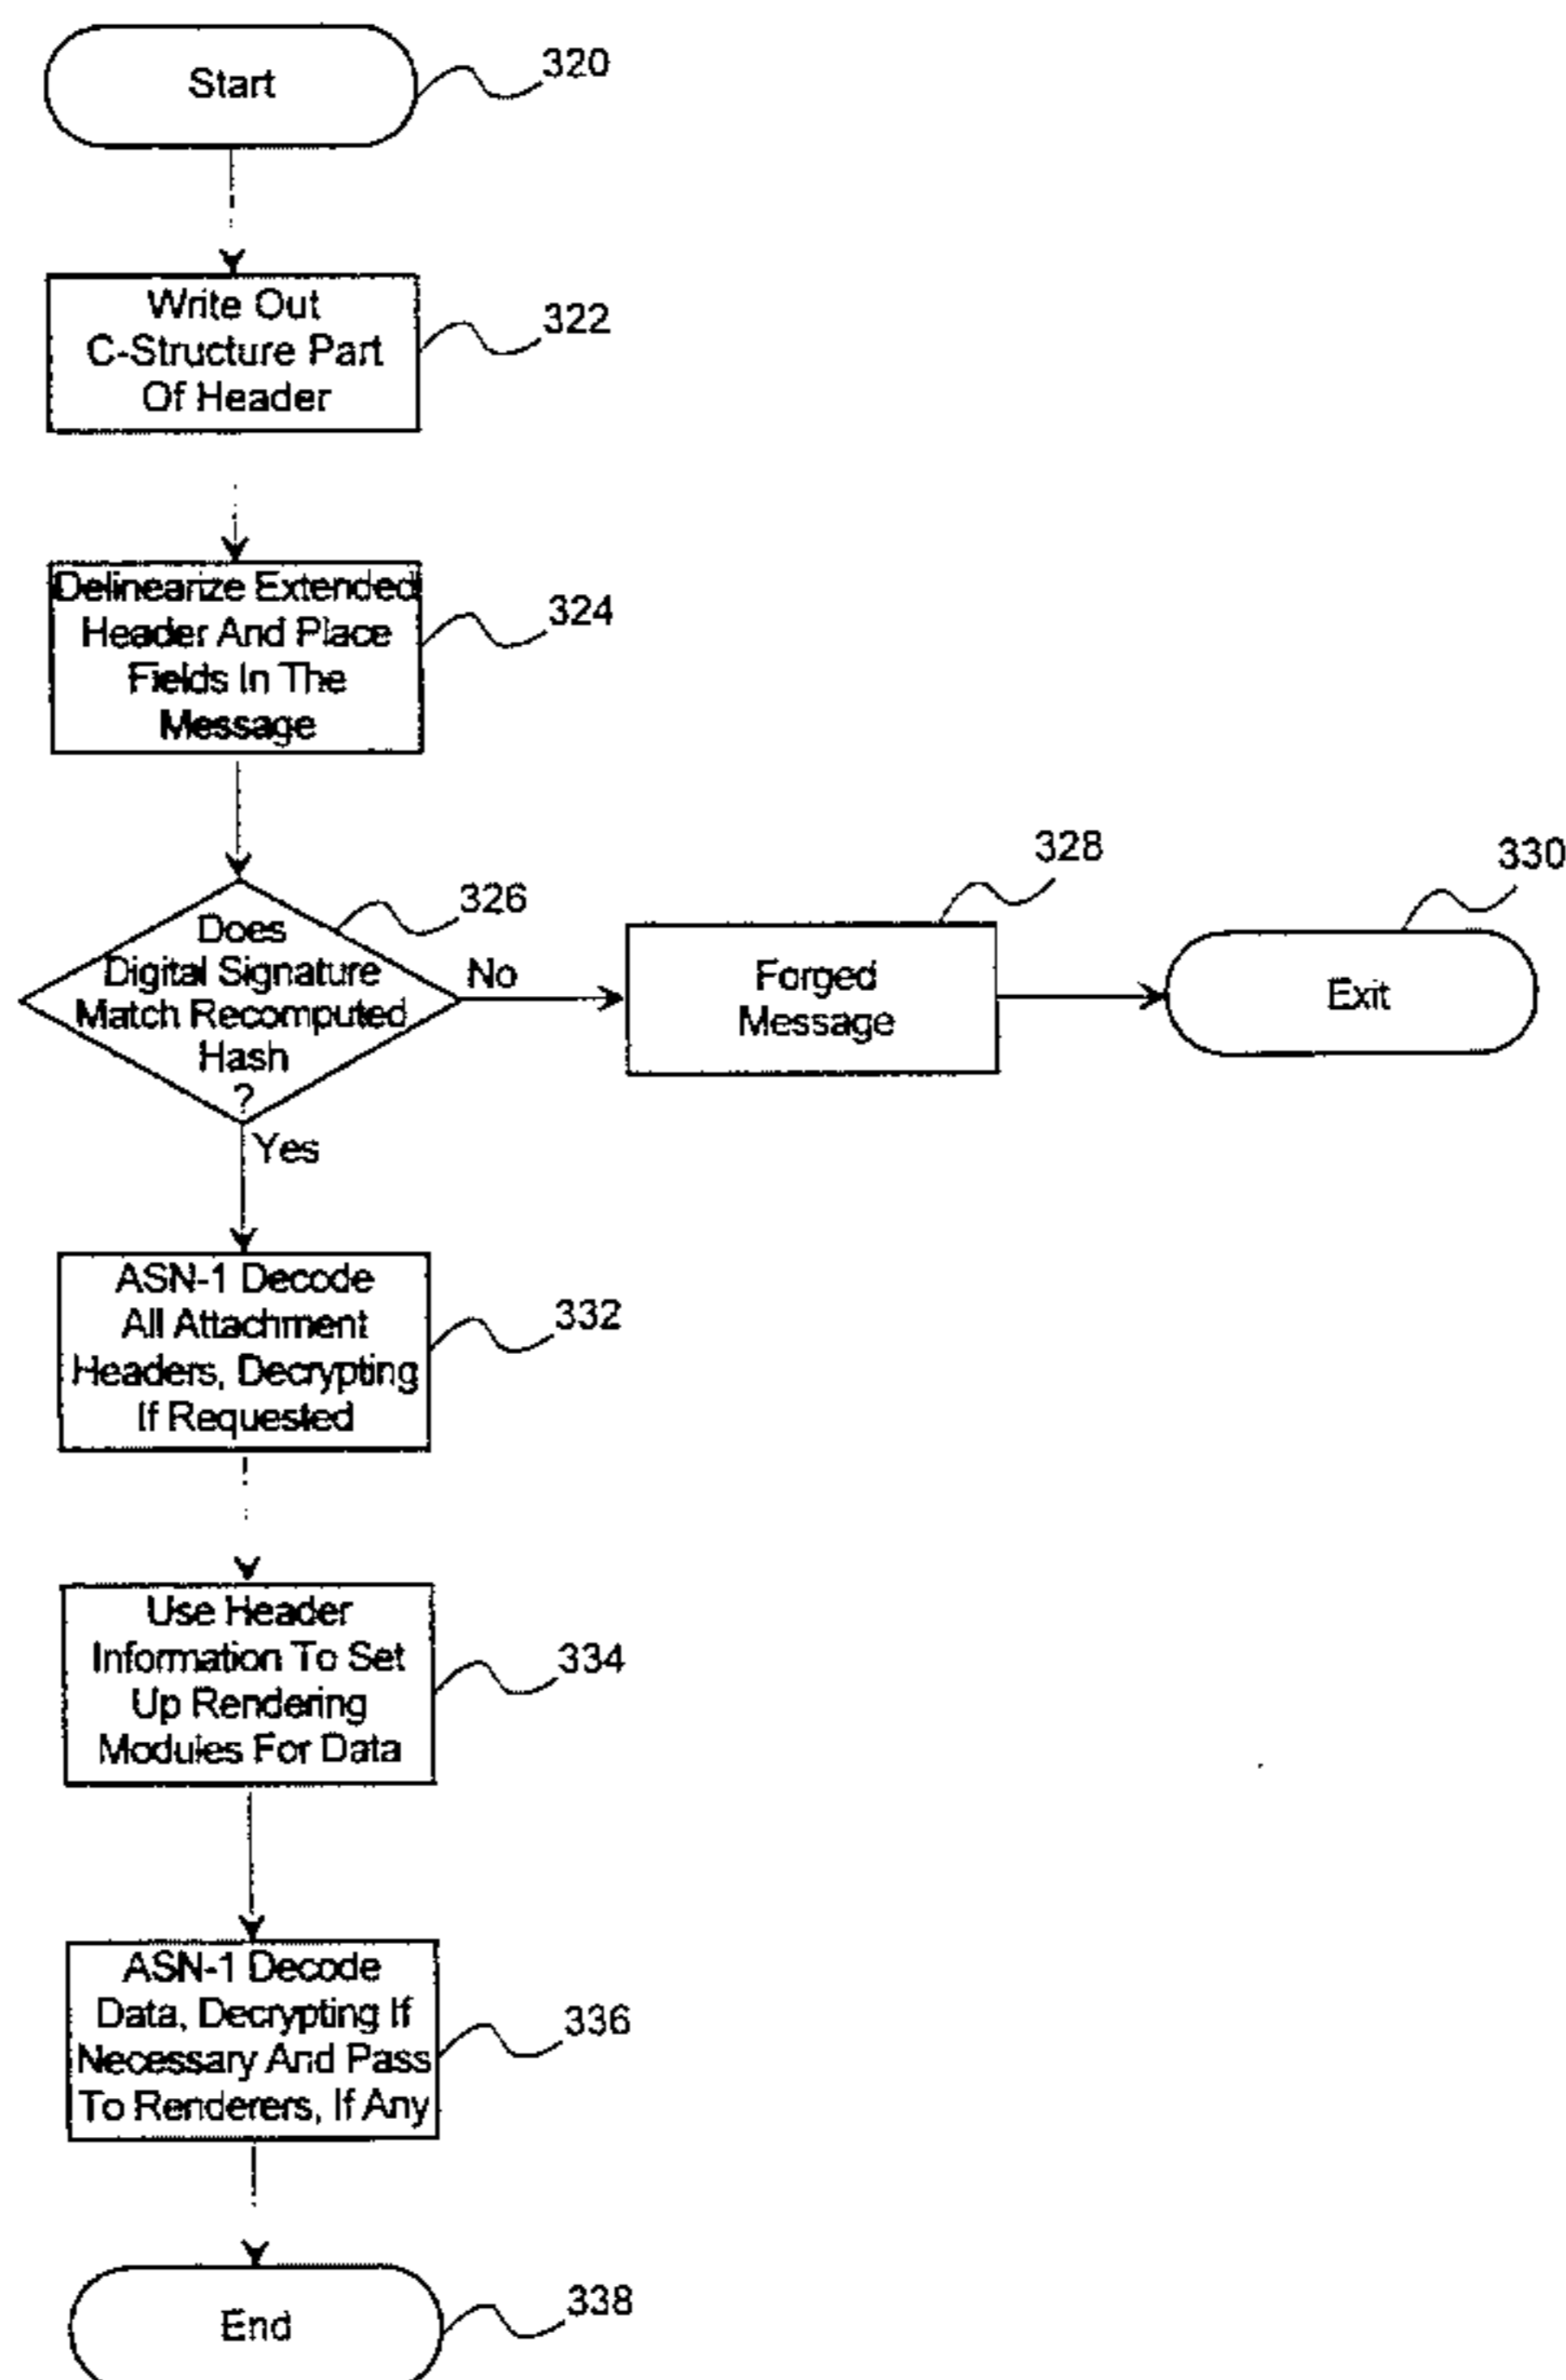 Start
320
Write Out
C-Structure Part
Of Header
322
Delinearize Extended
Header And Place
Fields In The
Message
324
Does
Digital Signature
Match Recomputed
Hash
?
326
No
Forged
Message
328
Exit
330
Yes
ASN-1 Decode
All Attachment
Headers, Decrypting
If Requested
332
Use Header
Information To Set
Up Rendering
Modules For Data
334
ASN-1 Decode
Data, Decrypting If
Necessary And Pass
To Renderers, If Any
336
End
338